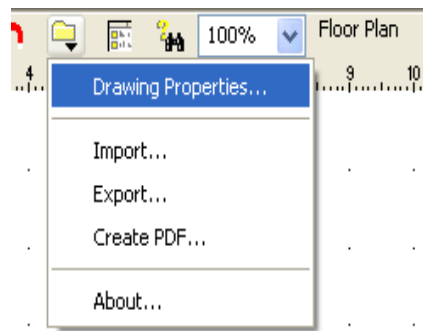 100% Floor Plan
4 9 10
Drawing Properties...
Import...
Export...
Create PDF...
About...